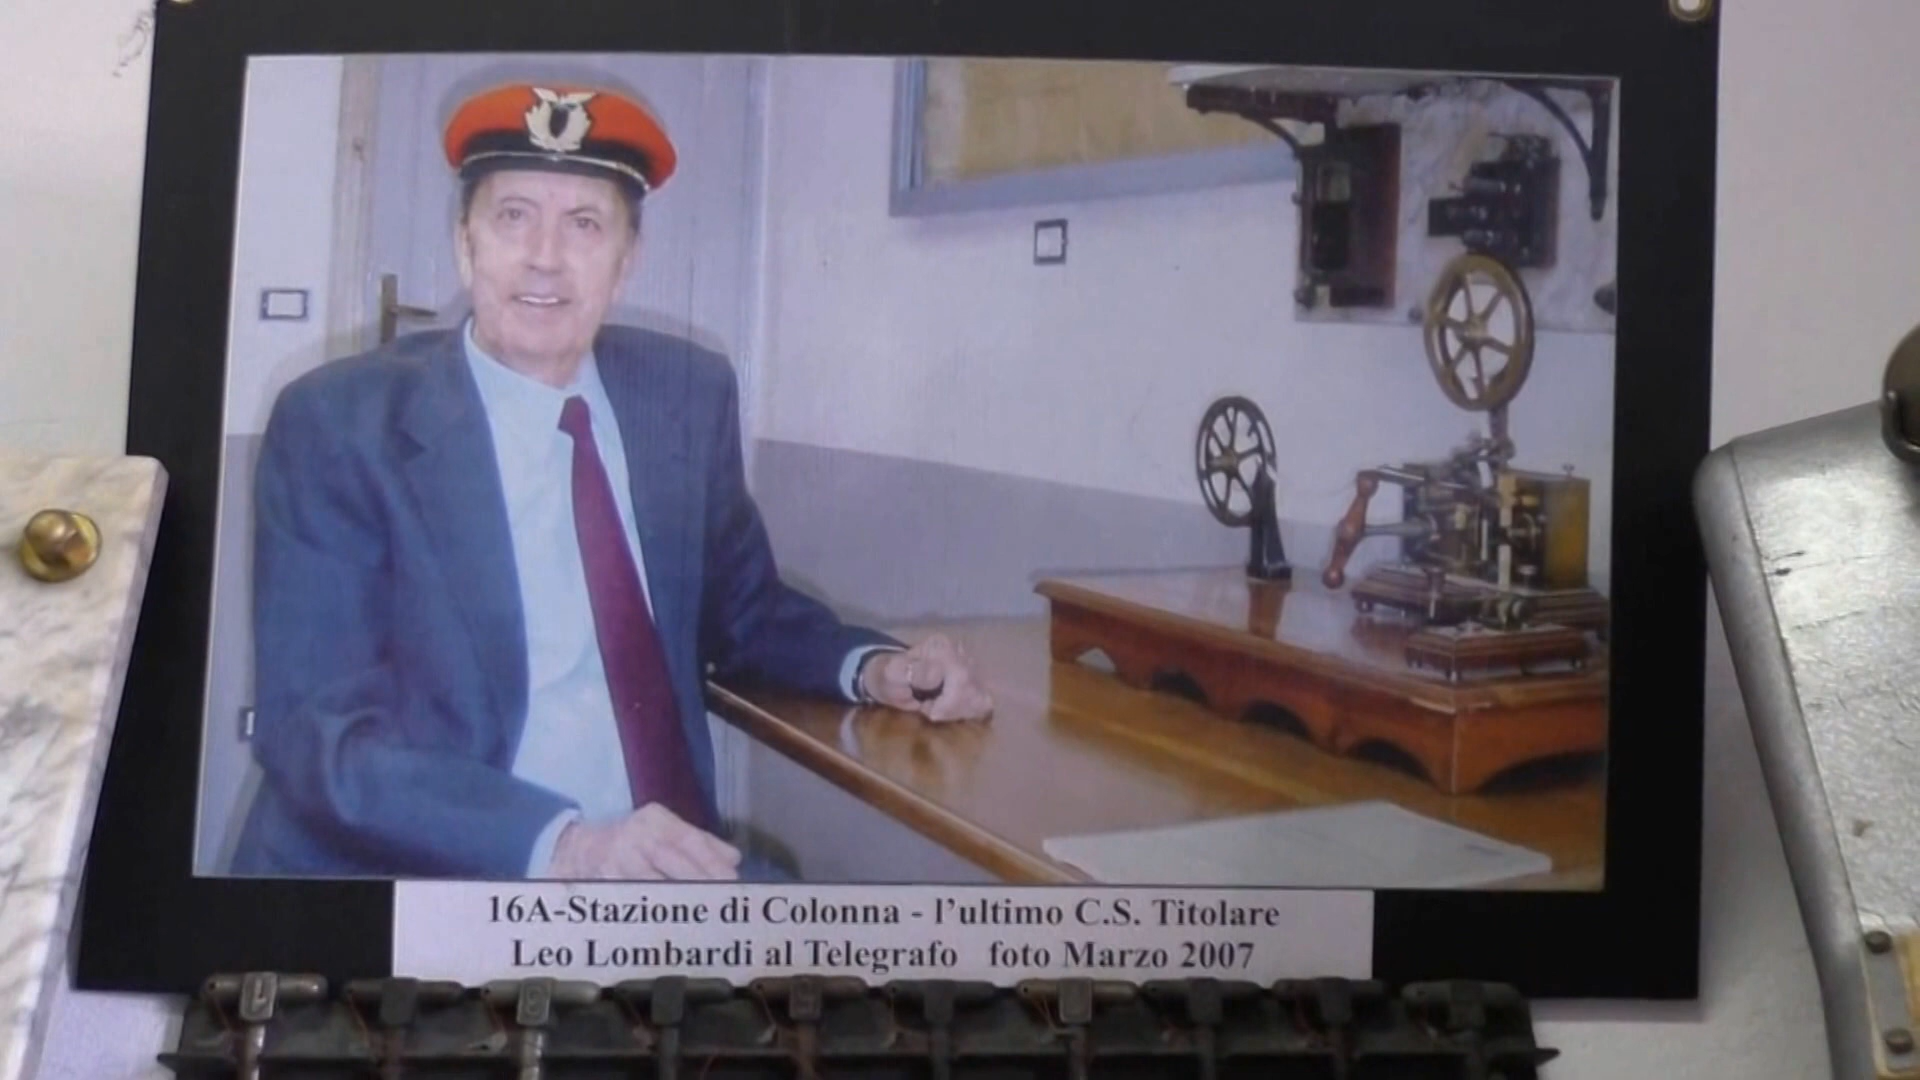 16A-Stazione di Colonna - l'ultimo C.S. Titolare
Leo Lombardi al Telegrafo foto Marzo 2007